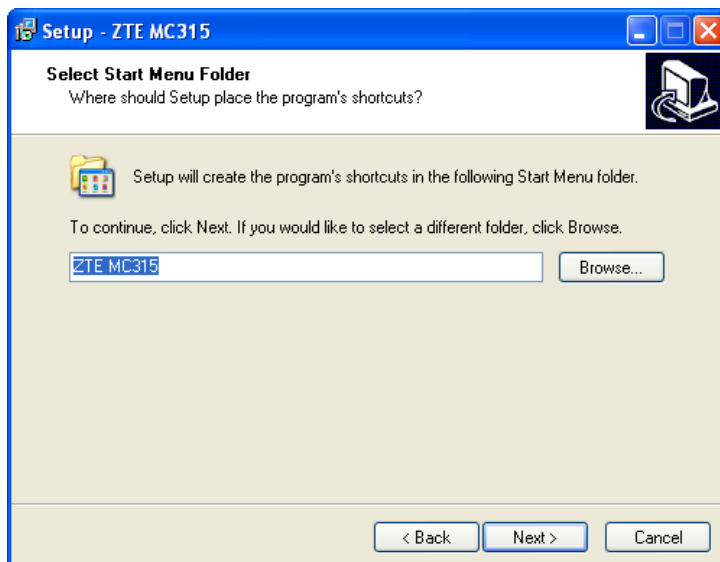 Setup - ZTE MC315
Select Start Menu Folder
Where should Setup place the program's shortcuts?
Setup will create the program's shortcuts in the following Start Menu folder.
To continue, click Next. If you would like to select a different folder, click Browse.
ZTE MC315
Browse...
< Back
Next >
Cancel